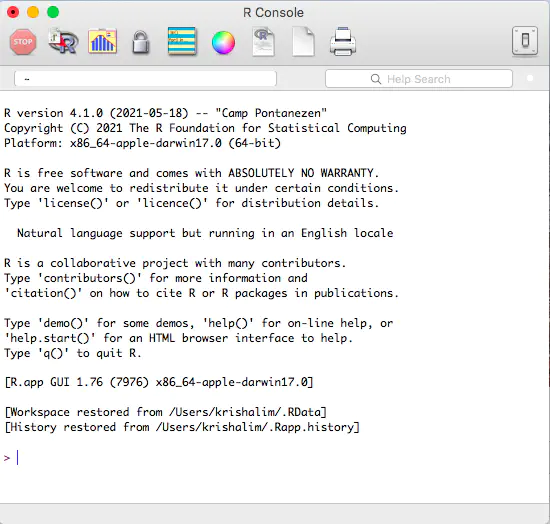 R Console
STOP
R
~
Help Search
R version 4.1.0 (2021-05-18) -- "Camp Pontanezen"
Copyright (C) 2021 The R Foundation for Statistical Computing
Platform: x86_64-apple-darwin17.0 (64-bit)
R is free software and comes with ABSOLUTELY NO WARRANTY.
You are welcome to redistribute it under certain conditions.
Type 'license()' or 'licence()' for distribution details.
Natural language support but running in an English locale
R is a collaborative project with many contributors.
Type 'contributors()' for more information and
'citation()' on how to cite R or R packages in publications.
Type 'demo()' for some demos, 'help()' for on-line help, or
'help.start()' for an HTML browser interface to help.
Type 'q()' to quit R.
[R.app GUI 1.76 (7976) x86_64-apple-darwin17.0]
[Workspace restored from /Users/krishalim/.RData]
[History restored from /Users/krishalim/.Rapp.history]
>